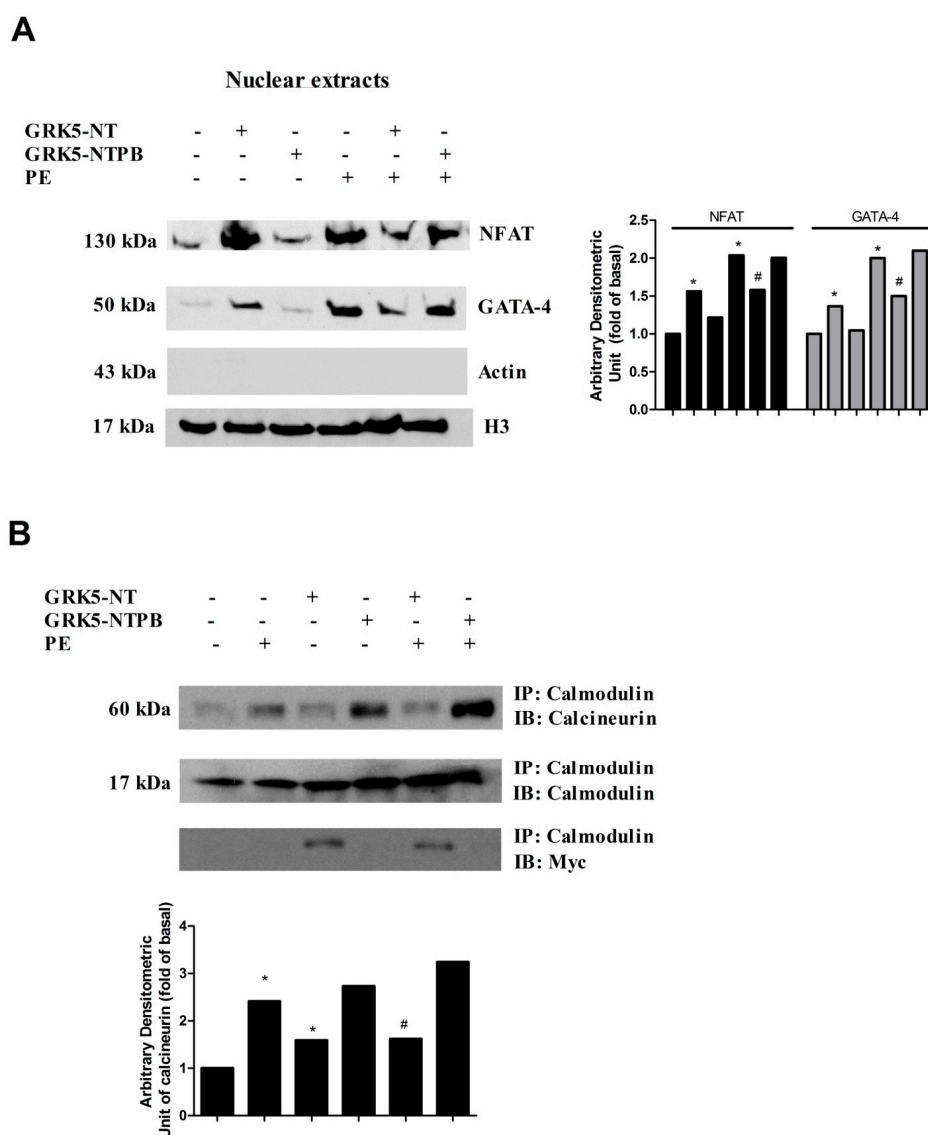 A
Nuclear extracts
GRK5-NT - + - - + -
GRK5-NTPB - - + - - +
PE - - - + + +
130 kDa NFAT
50 kDa GATA-4
43 kDa Actin
17 kDa H3
Arbitrary Densitometric
Unit (fold of basal)
2.5
2.0
1.5
1.0
0.5
0.0
NFAT GATA-4
* * # * * #
B
GRK5-NT - - + - + -
GRK5-NTPB - - - + - +
PE - + - - + +
60 kDa IP: Calmodulin
IB: Calcineurin
17 kDa IP: Calmodulin
IB: Calmodulin
IP: Calmodulin
IB: Myc
Arbitrary Densitometric
Unit of calcineurin (fold of basal)
4
3
2
1
0
* * #